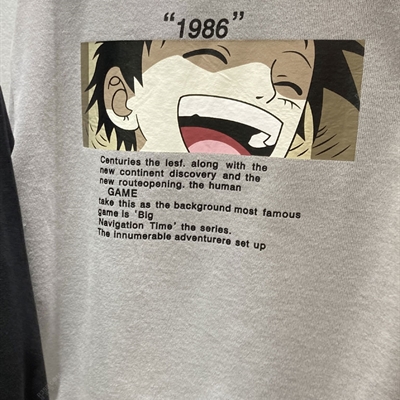 "1986"
Centuries the lesf. along with the
new continent discovery and the
new routeopening. the human
GAME
take this as the background most famous
game is 'Big
Navigation Time' the series.
The innumerable adventurere set up